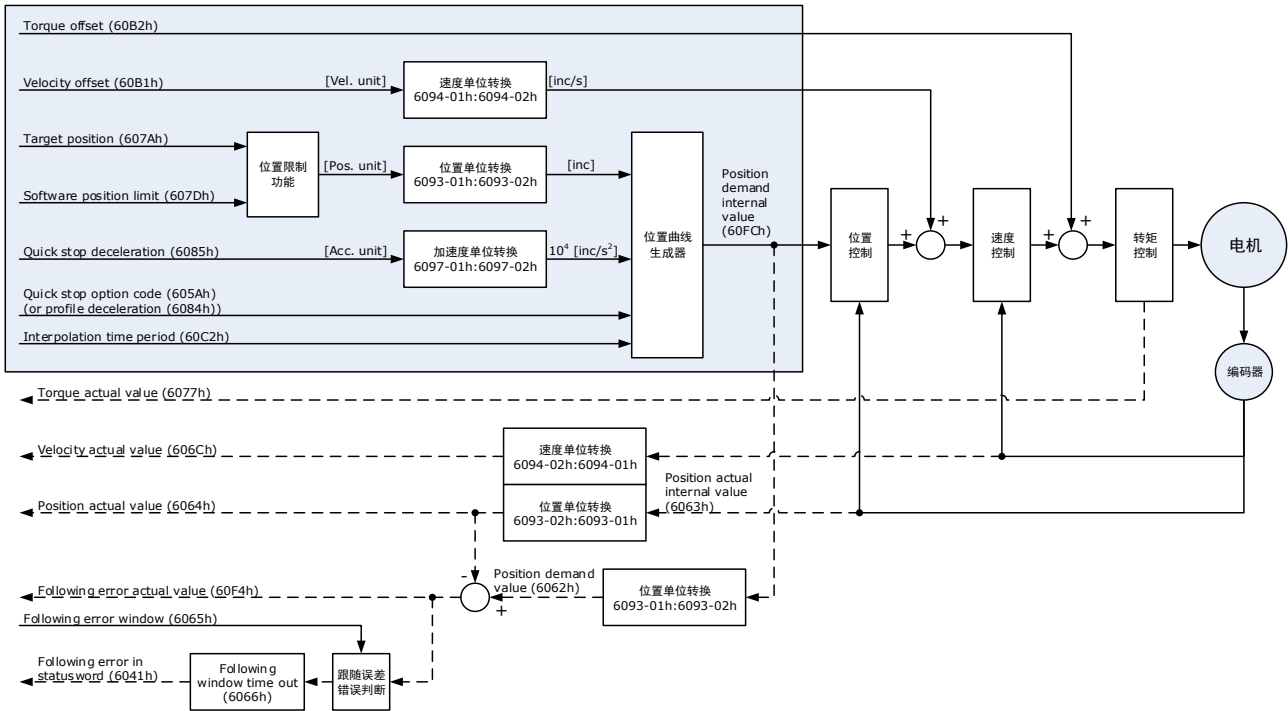 Torque offset (60B2h)
Velocity offset (60B1h)
[Vel. unit]
速度单位转换
6094-01h:6094-02h
[inc/s]
Target position (607Ah)
Software position limit (607Dh)
位置限制
功能
[Pos. unit]
位置单位转换
6093-01h:6093-02h
[inc]
Quick stop deceleration (6085h)
[Acc. unit]
加速度单位转换
6097-01h:6097-02h
10⁴ [inc/s²]
Quick stop option code (605Ah)
(or profile deceleration (6084h))
Interpolation time period (60C2h)
位置曲线
生成器
Position
demand
internal
value
(60FCh)
位置
控制
+
+
速度
控制
+
+
转矩
控制
电机
编码器
Torque actual value (6077h)
Velocity actual value (606Ch)
速度单位转换
6094-02h:6094-01h
Position actual value (6064h)
位置单位转换
6093-02h:6093-01h
Position actual
internal value
(6063h)
Following error actual value (60F4h)
-
+
Position demand
value (6062h)
位置单位转换
6093-01h:6093-02h
Following error window (6065h)
Following error in
statusword (6041h)
Following
window time out
(6066h)
跟随误差
错误判断